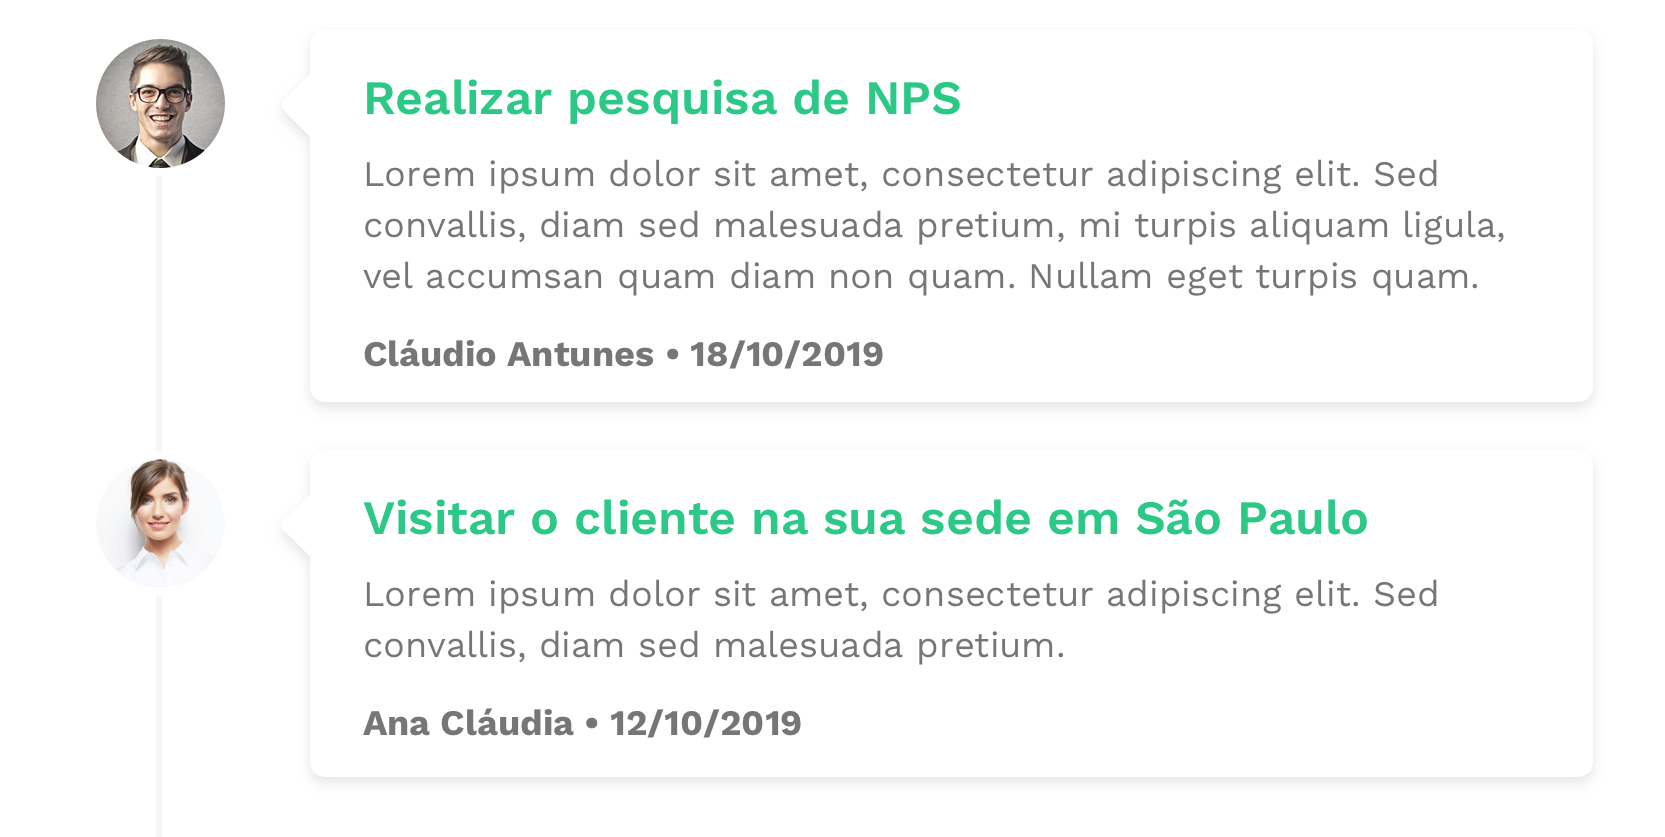 Realizar pesquisa de NPS
Lorem ipsum dolor sit amet, consectetur adipiscing elit. Sed
convallis, diam sed malesuada pretium, mi turpis aliquam ligula,
vel accumsan quam diam non quam. Nullam eget turpis quam.
Cláudio Antunes • 18/10/2019
Visitar o cliente na sua sede em São Paulo
Lorem ipsum dolor sit amet, consectetur adipiscing elit. Sed
convallis, diam sed malesuada pretium.
Ana Cláudia • 12/10/2019